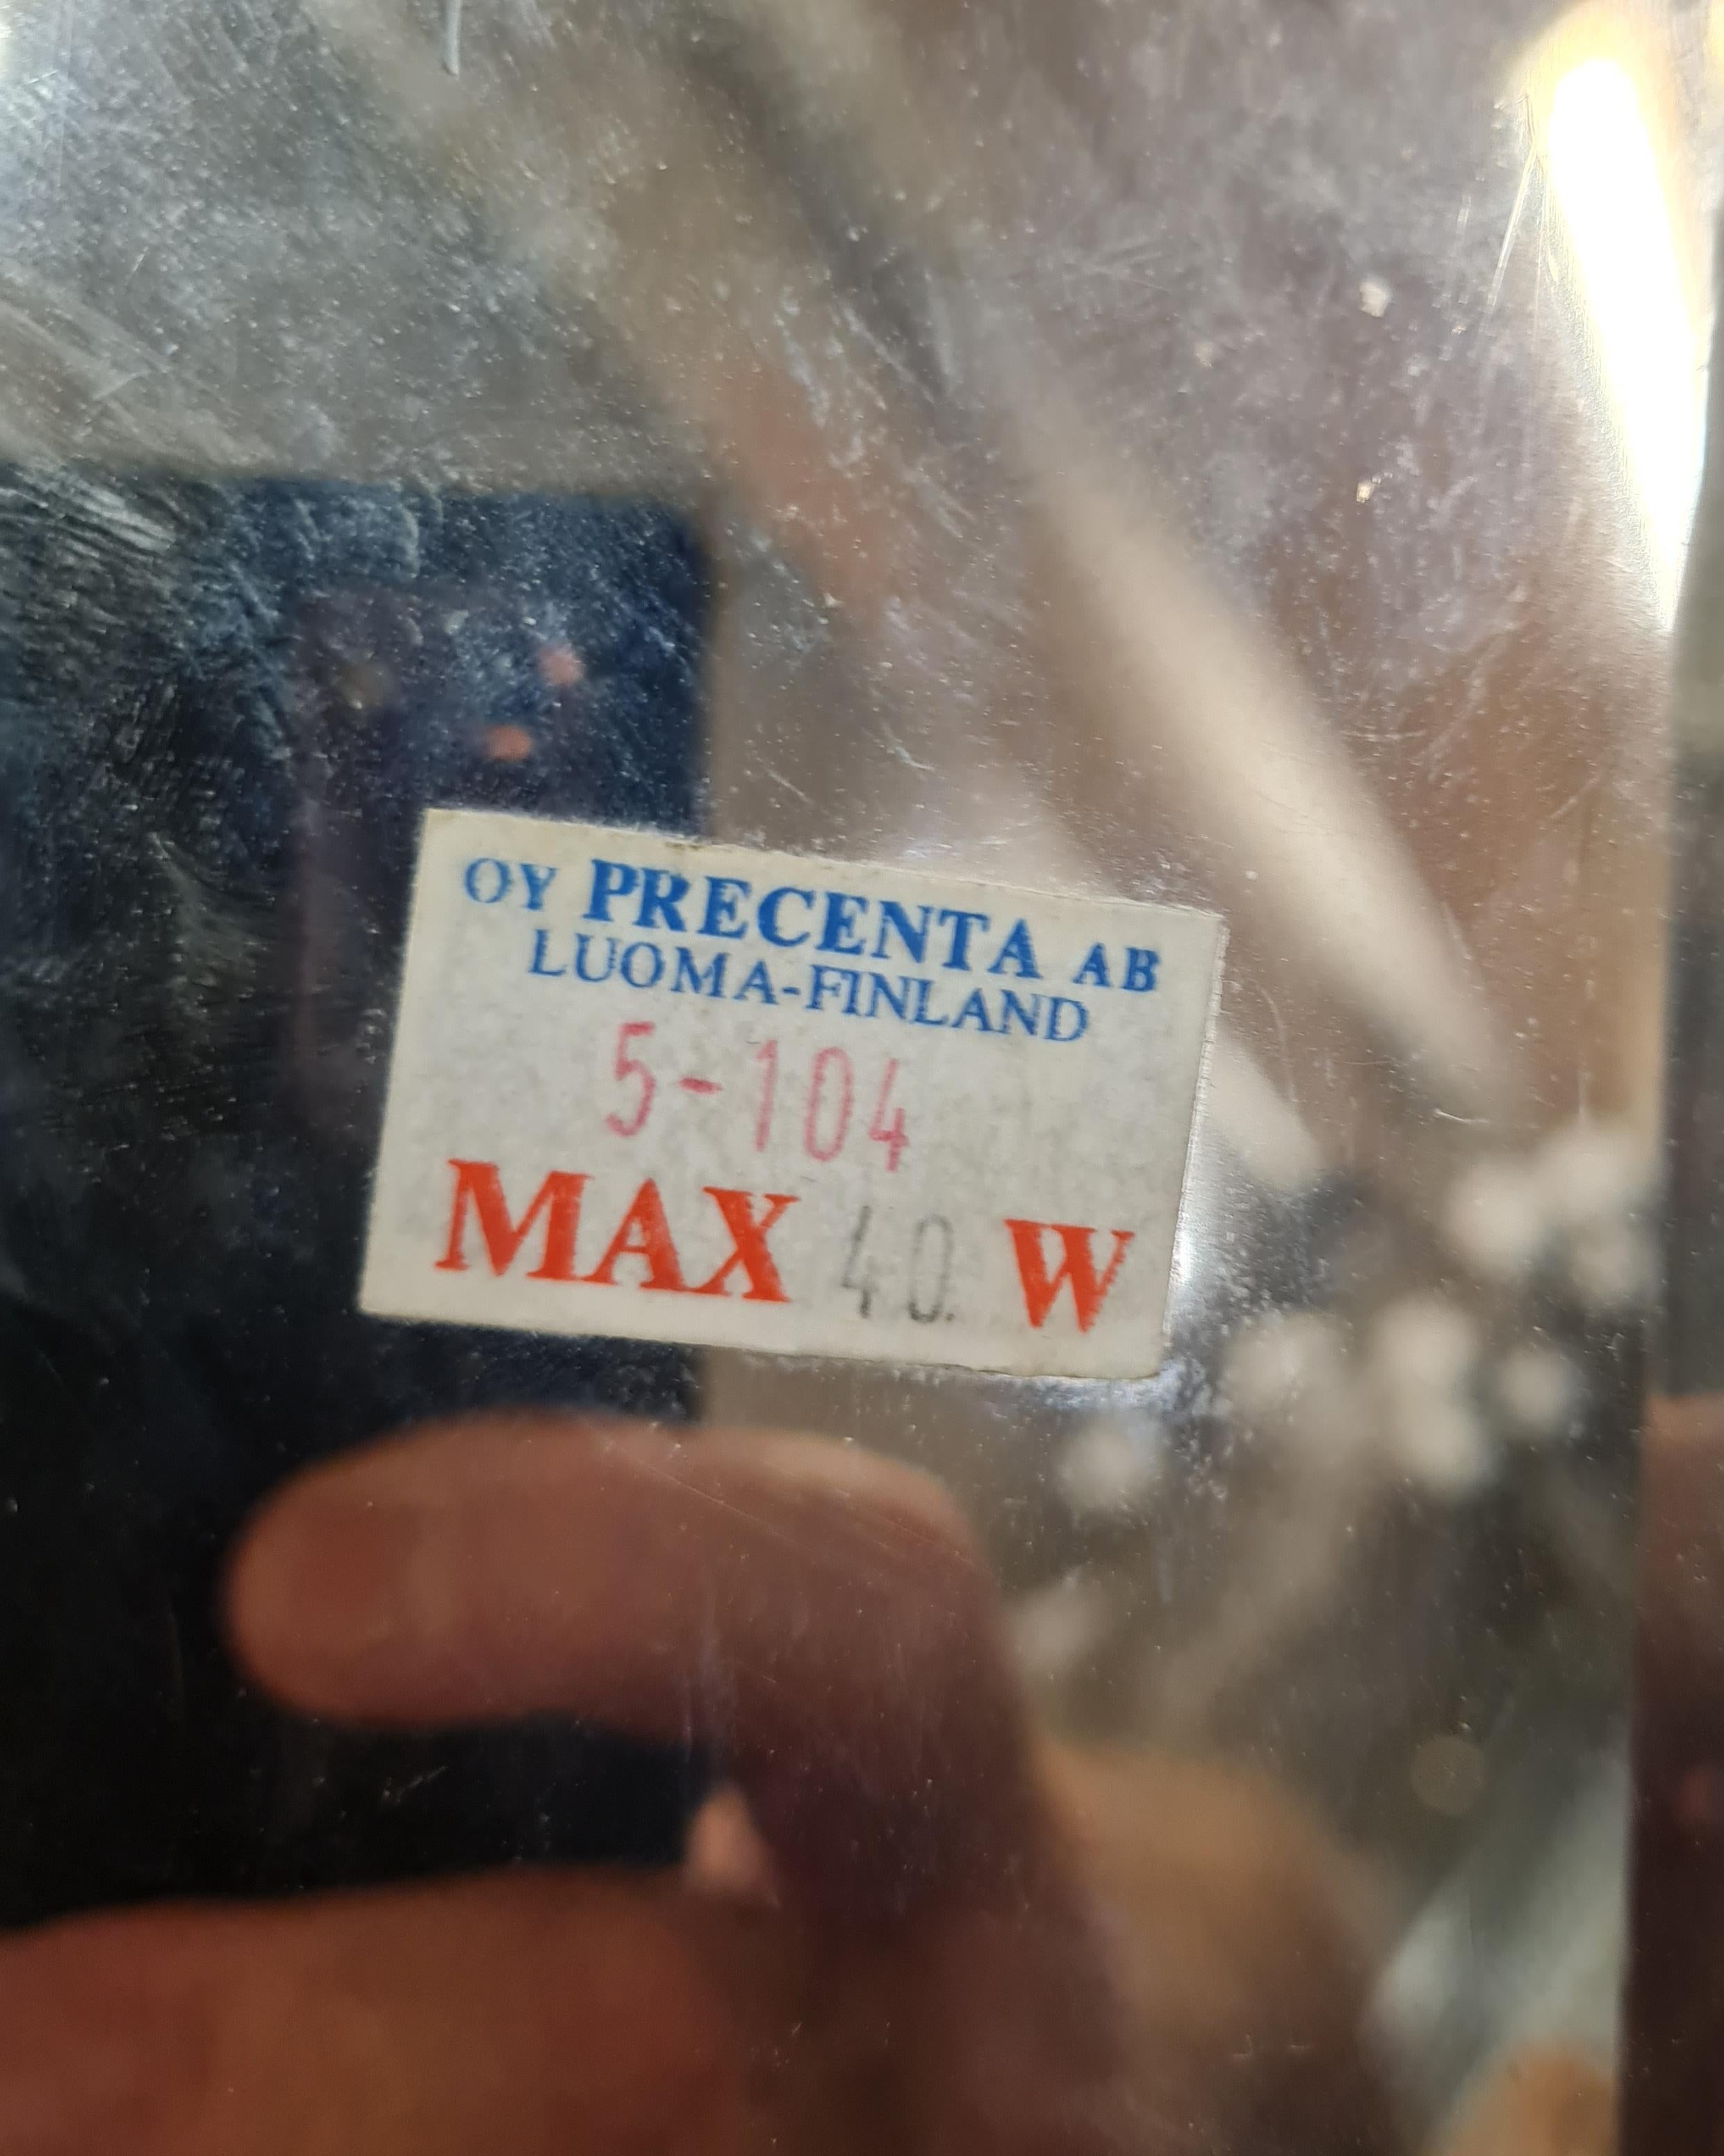 OY PRECENTA AB
LUOMA-FINLAND
5-104
MAX 40 W